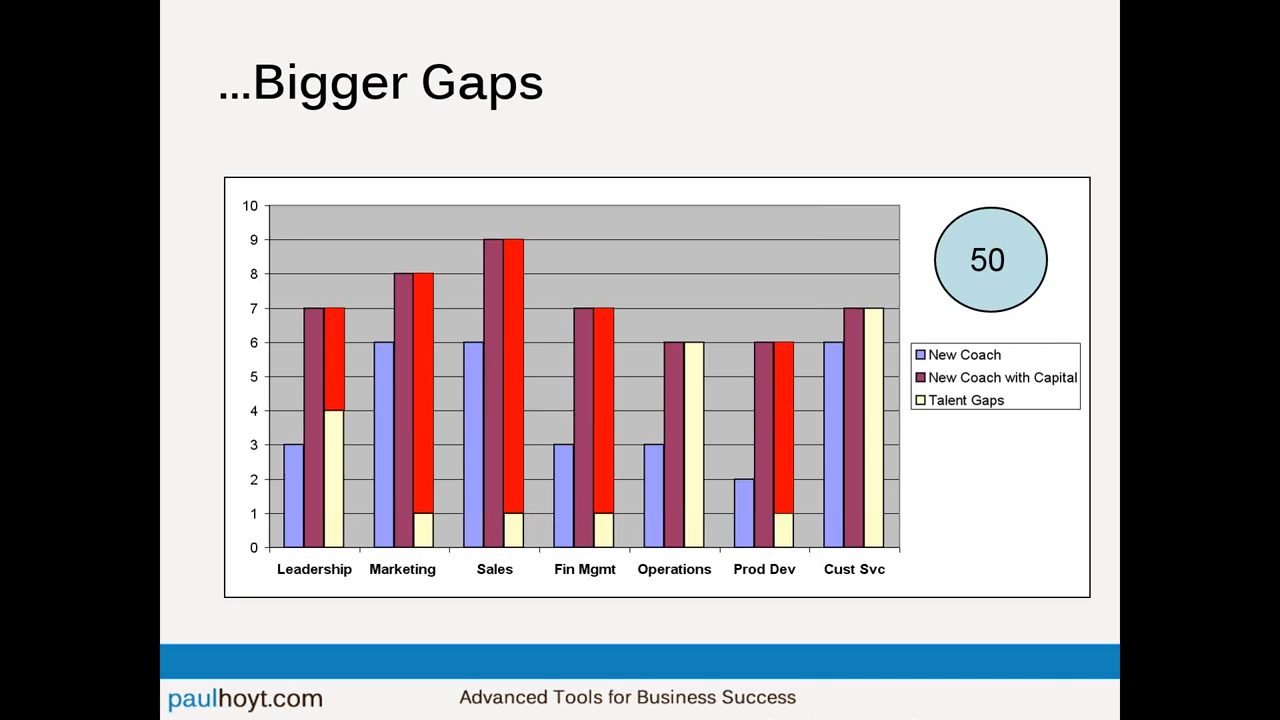 ...Bigger Gaps
10
9
8
7
6
5
4
3
2
1
0
Leadership Marketing Sales Fin Mgmt Operations Prod Dev Cust Svc
50
New Coach
New Coach with Capital
Talent Gaps
paulhoyt.com Advanced Tools for Business Success